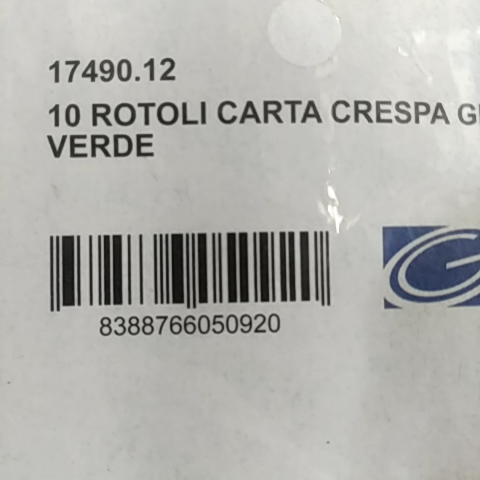 17490.12
10 ROTOLI CARTA CRESPA
VERDE
8388766050920